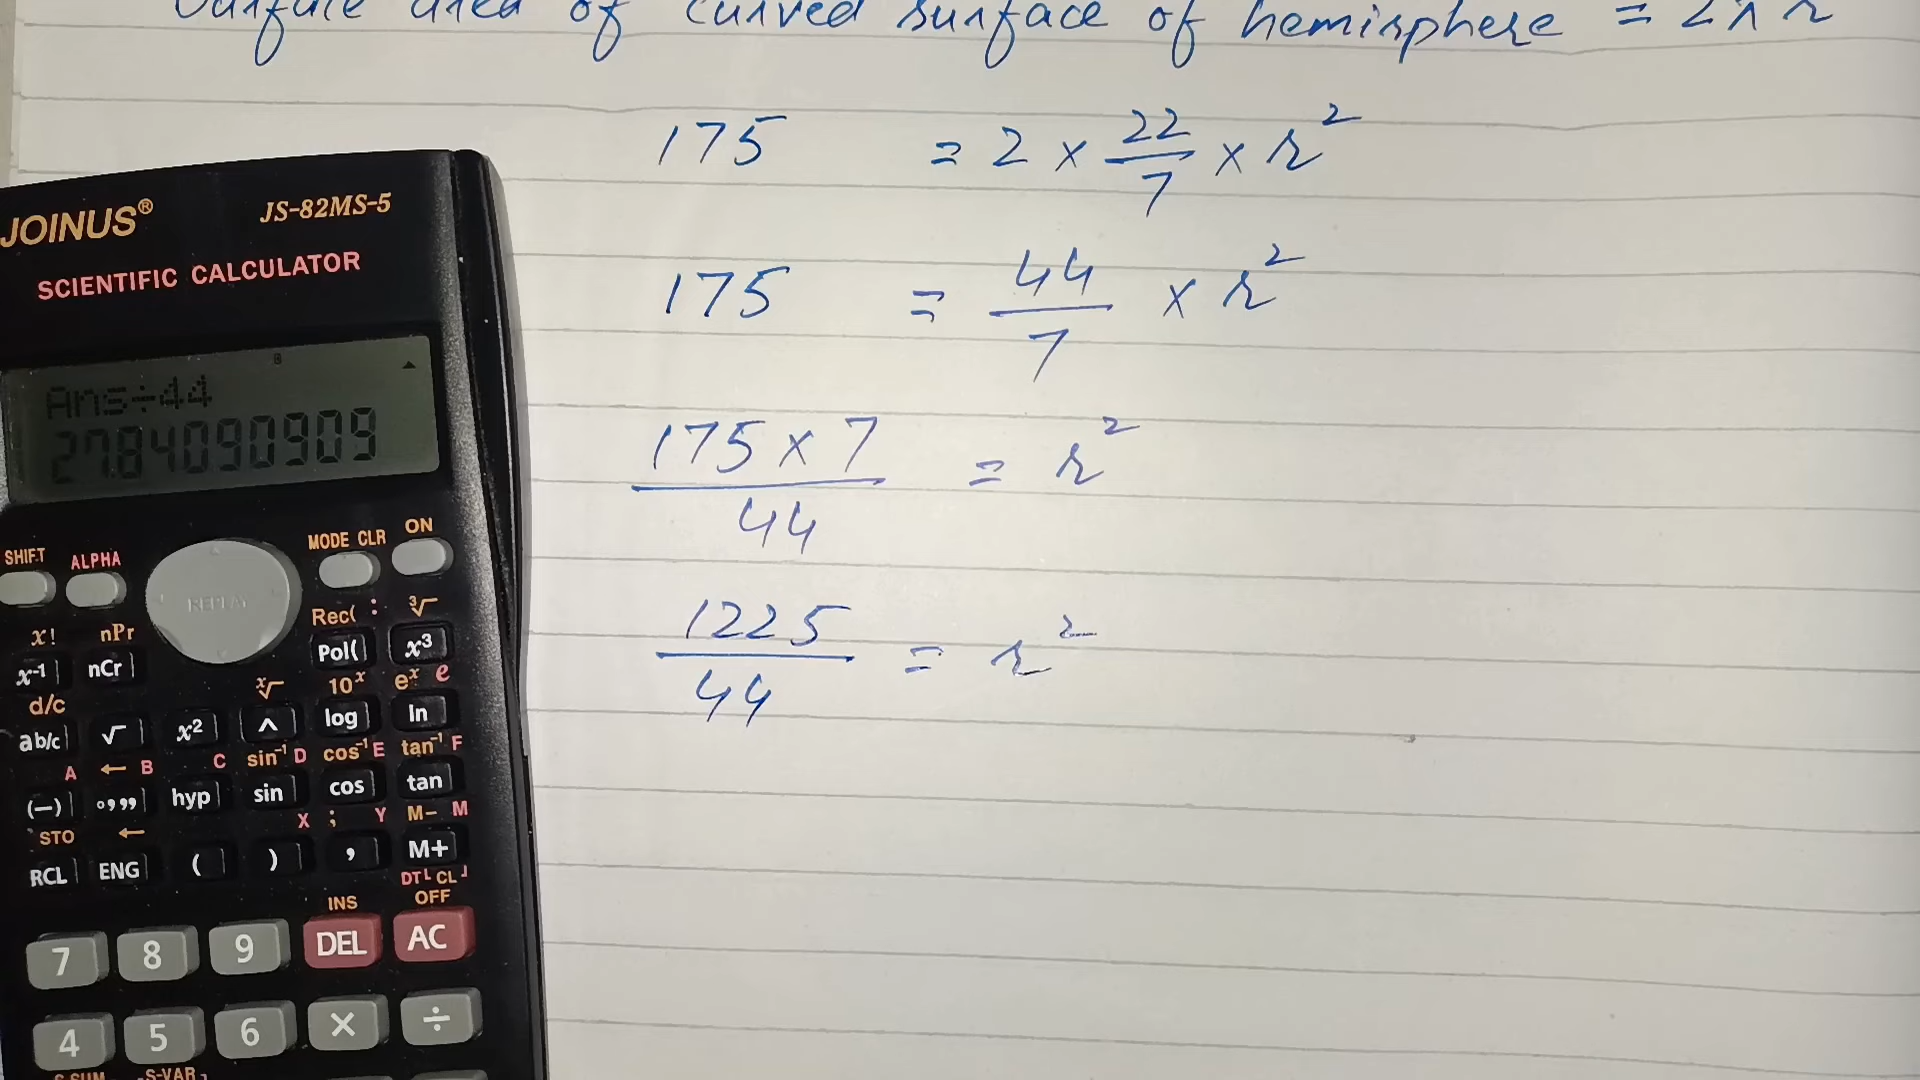 Surface area of curved surface of hemisphere = 2π r
175 = 2 × 22/7 × r²
175 = 44/7 × r²
175 × 7 / 44 = r²
1225 / 44 = r²
JOINUS® JS-82MS-5
SCIENTIFIC CALCULATOR
Ans÷44
27.84090909
SHIFT ALPHA MODE CLR ON
REPLAY
x! nPr Rec( : ³√
x⁻¹ nCr Pol( x³
d/c ˣ√ 10ˣ eˣ e
ab/c √ x² ^ log ln
A ← B C sin⁻¹ D cos⁻¹ E tan⁻¹ F
(−) °,,, hyp sin cos tan
STO ← X ; Y M− M
RCL ENG ( ) , M+
DT CL
INS OFF
7 8 9 DEL AC
4 5 6 × ÷
S-SUM S-VAR